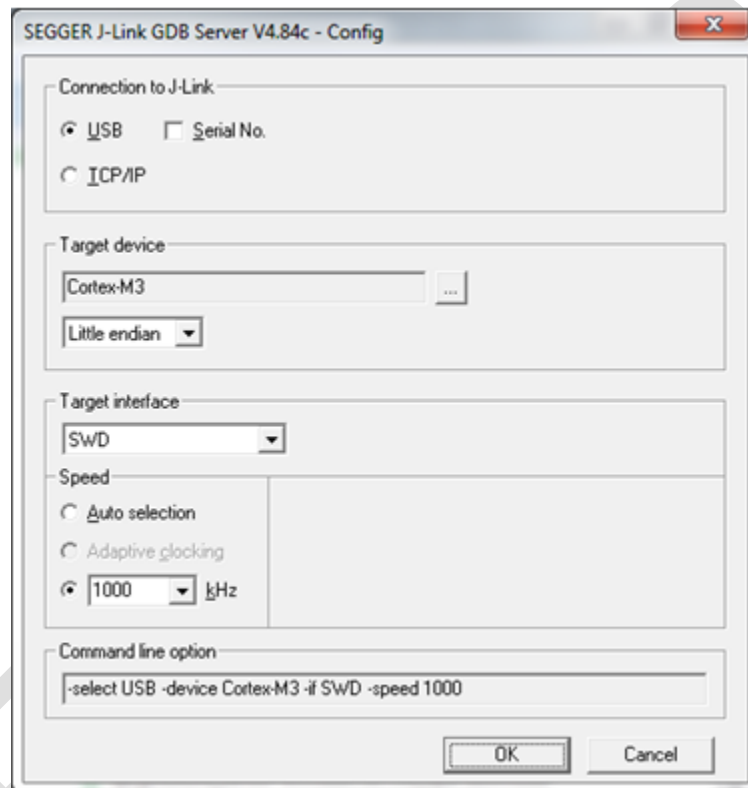 SEGGER J-Link GDB Server V4.84c - Config
Connection to J-Link
USB Serial No.
TCP/IP
Target device
Cortex-M3
...
Little endian
Target interface
SWD
Speed
Auto selection
Adaptive clocking
1000 kHz
Command line option
-select USB -device Cortex-M3 -if SWD -speed 1000
OK Cancel